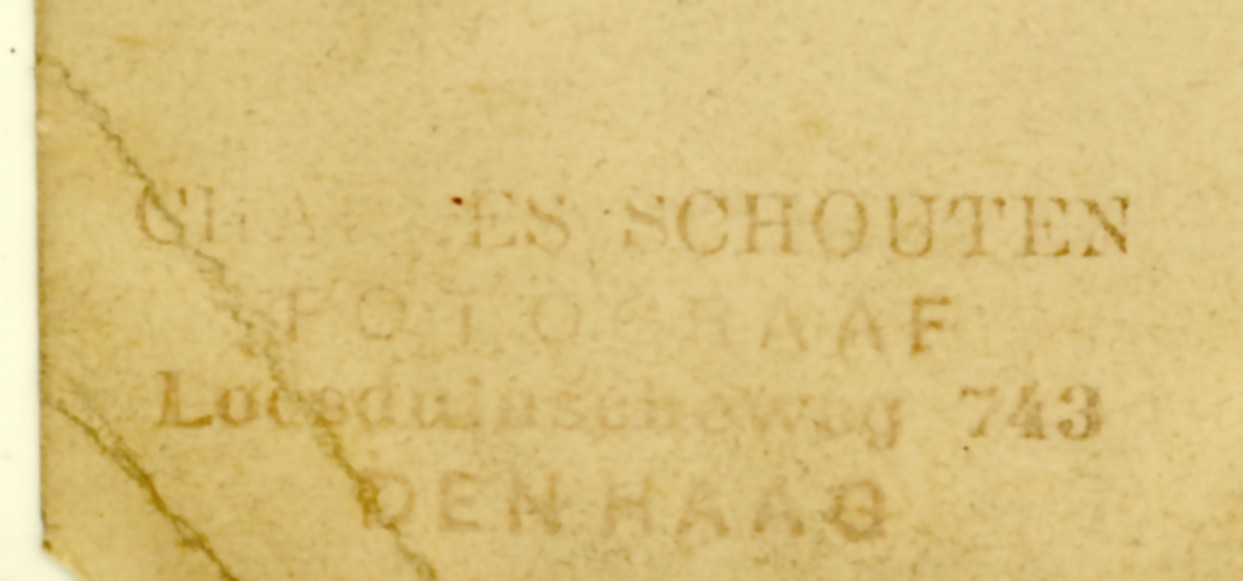 CHARLES SCHOUTEN
FOTOGRAAF
Loosduinscheweg 743
DEN HAAG